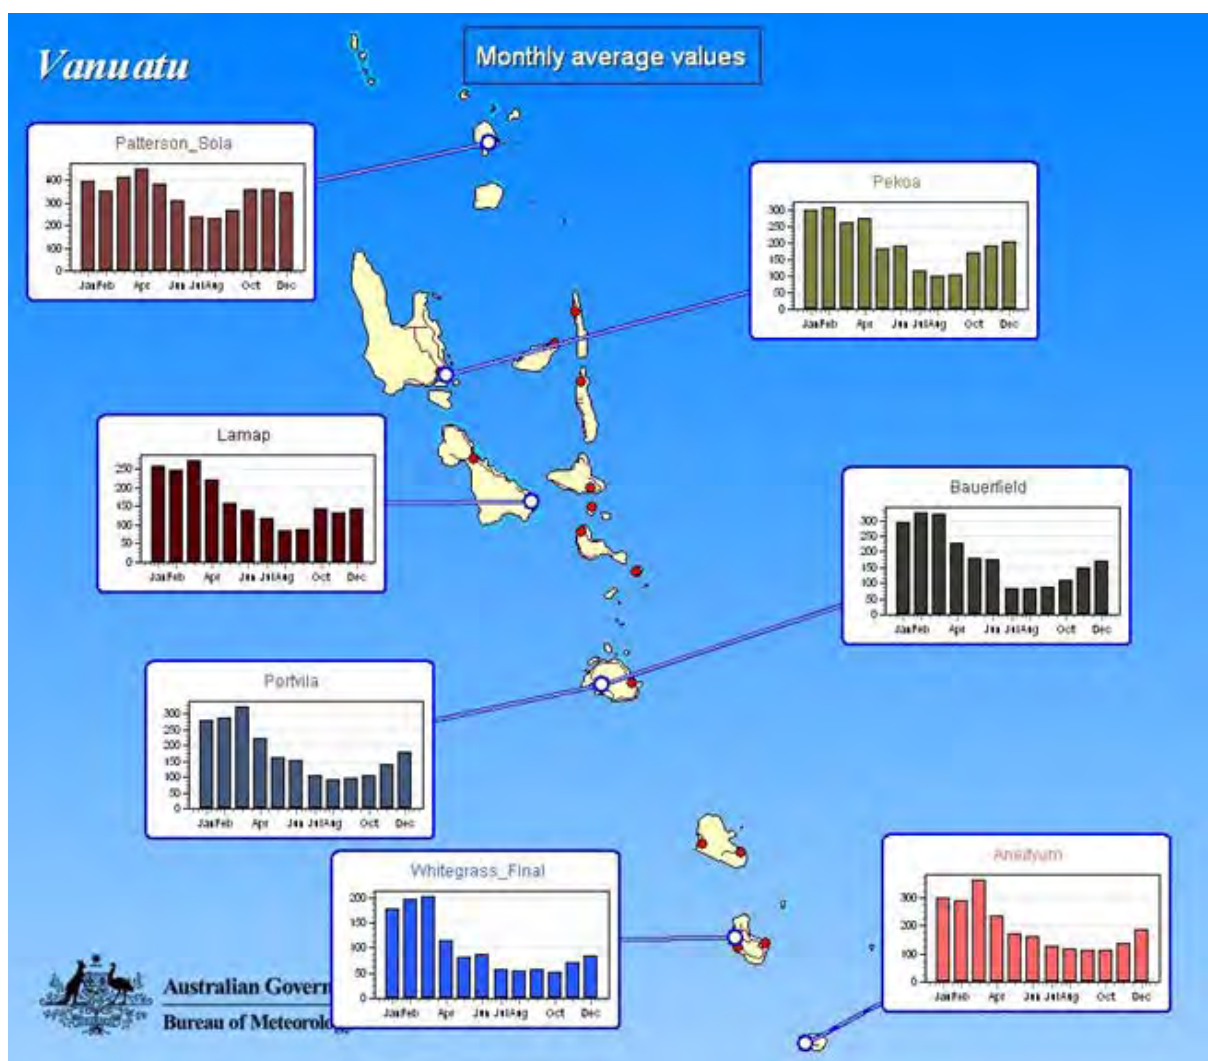 Vanuatu
Monthly average values
Patterson_Sola
400
300
200
100
0
Jan Feb Apr Jun Jul Aug Oct Dec
Pekoa
300
250
200
150
100
50
0
Jan Feb Apr Jun Jul Aug Oct Dec
Lamap
250
200
150
100
50
0
Jan Feb Apr Jun Jul Aug Oct Dec
Bauerfield
300
250
200
150
100
50
0
Jan Feb Apr Jun Jul Aug Oct Dec
Portvila
300
250
200
150
100
50
0
Jan Feb Apr Jun Jul Aug Oct Dec
Whitegrass_Final
200
150
100
50
0
Jan Feb Apr Jun Jul Aug Oct Dec
Aneityum
300
200
100
0
Jan Feb Apr Jun Jul Aug Oct Dec
Australian Govern
Bureau of Meteorolog